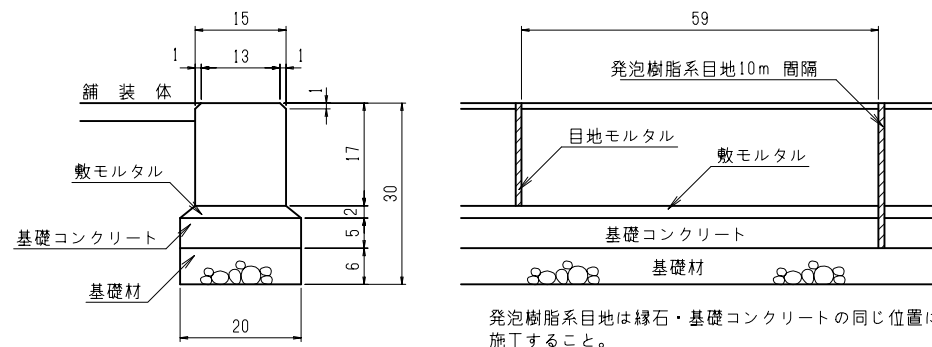 15
59
1
13
1
発泡樹脂系目地10m 間隔
舗装体
1
目地モルタル
17
30
敷モルタル
敷モルタル
2
基礎コンクリート
5
基礎コンクリート
基礎材
6
基礎材
20
発泡樹脂系目地は縁石・基礎コンクリートの同じ位置に
施工すること。